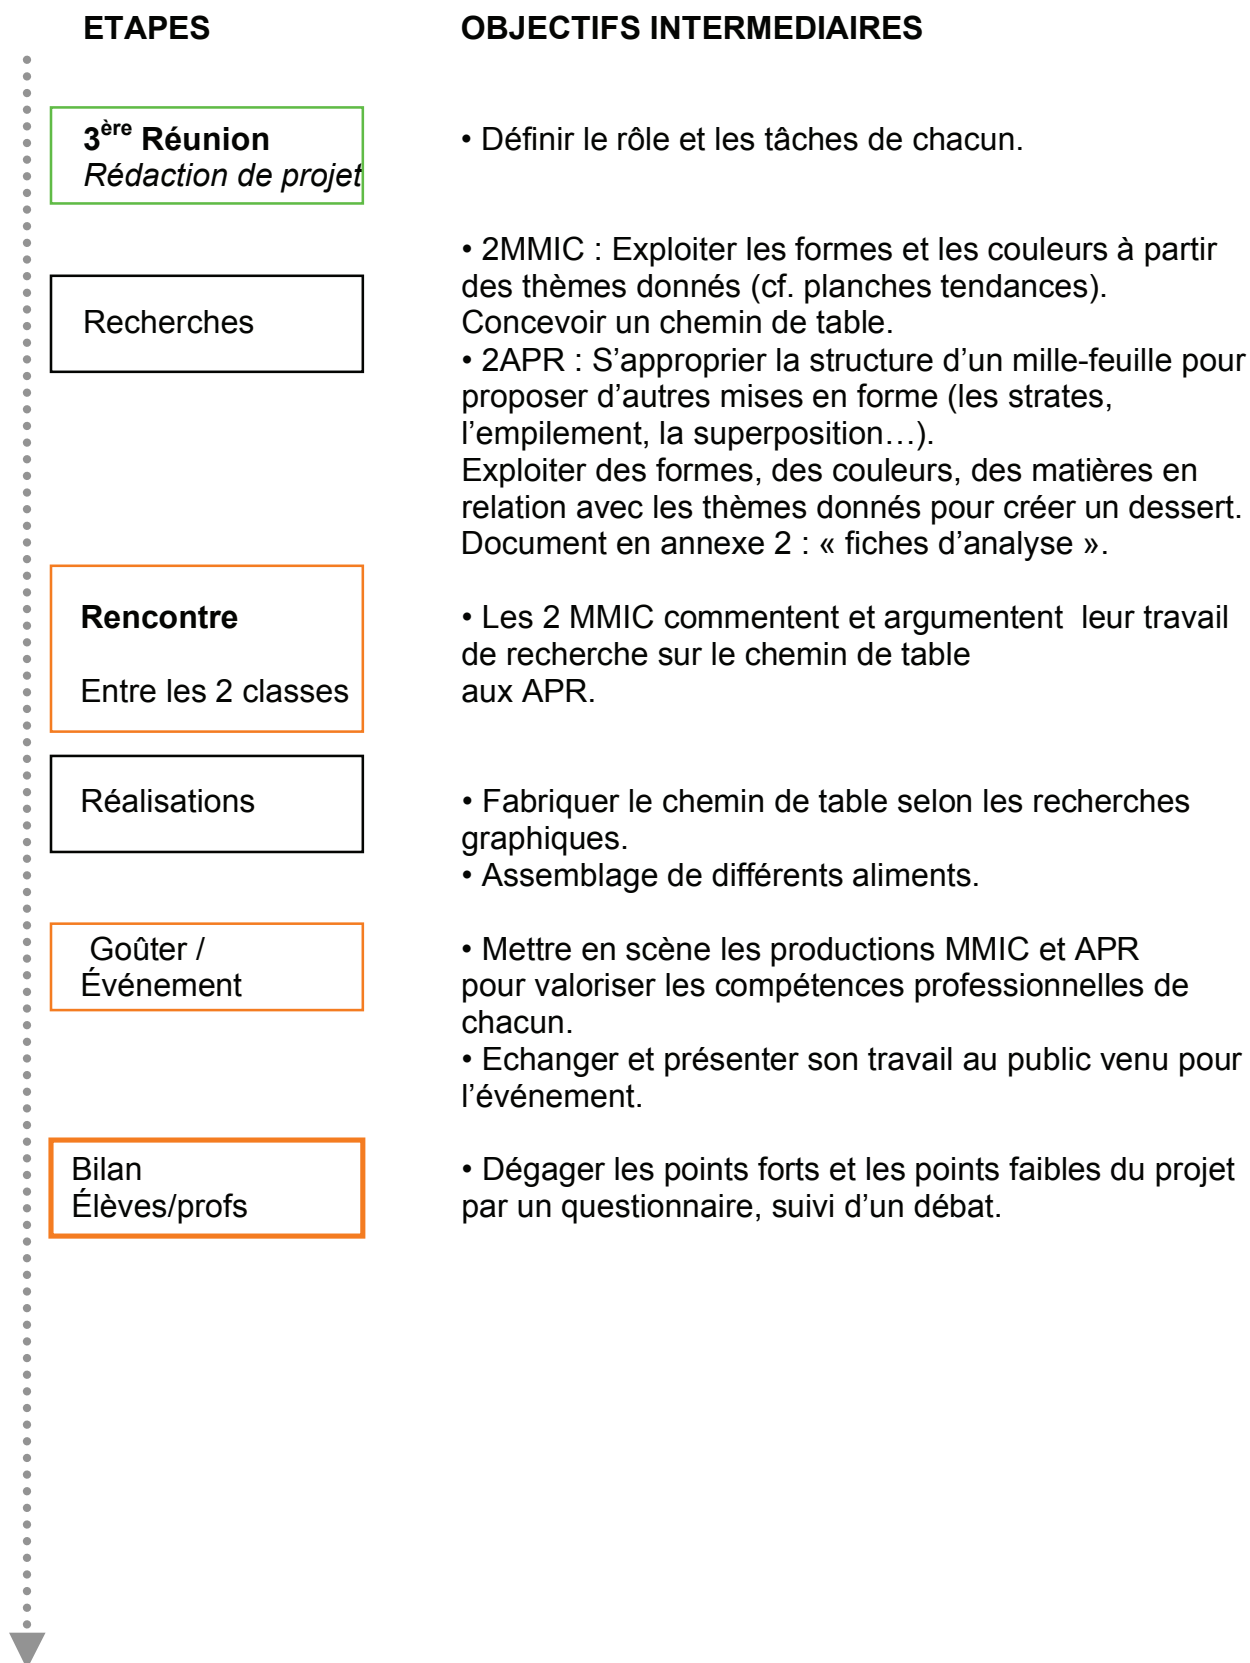 ETAPES
OBJECTIFS INTERMEDIAIRES
3ère Réunion
Rédaction de projet
• Définir le rôle et les tâches de chacun.
Recherches
• 2MMIC : Exploiter les formes et les couleurs à partir
des thèmes donnés (cf. planches tendances).
Concevoir un chemin de table.
• 2APR : S’approprier la structure d’un mille-feuille pour
proposer d’autres mises en forme (les strates,
l’empilement, la superposition…).
Exploiter des formes, des couleurs, des matières en
relation avec les thèmes donnés pour créer un dessert.
Document en annexe 2 : « fiches d’analyse ».
Rencontre
Entre les 2 classes
• Les 2 MMIC commentent et argumentent  leur travail
de recherche sur le chemin de table
aux APR.
Réalisations
• Fabriquer le chemin de table selon les recherches
graphiques.
• Assemblage de différents aliments.
Goûter /
Événement
• Mettre en scène les productions MMIC et APR
pour valoriser les compétences professionnelles de
chacun.
• Echanger et présenter son travail au public venu pour
l’événement.
Bilan
Élèves/profs
• Dégager les points forts et les points faibles du projet
par un questionnaire, suivi d’un débat.